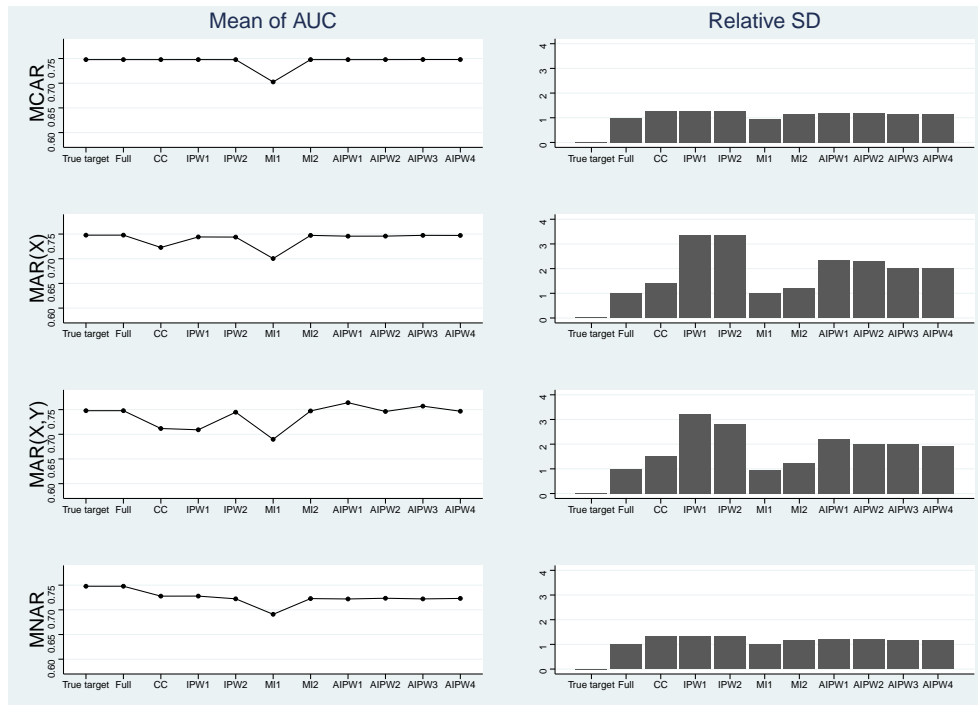 Mean of AUC
Relative SD
MCAR
0.60 0.65 0.70 0.75
True target Full CC IPW1 IPW2 MI1 MI2 AIPW1 AIPW2 AIPW3 AIPW4
0 1 2 3 4
True target Full CC IPW1 IPW2 MI1 MI2 AIPW1 AIPW2 AIPW3 AIPW4
MAR(X)
0.60 0.65 0.70 0.75
True target Full CC IPW1 IPW2 MI1 MI2 AIPW1 AIPW2 AIPW3 AIPW4
0 1 2 3 4
True target Full CC IPW1 IPW2 MI1 MI2 AIPW1 AIPW2 AIPW3 AIPW4
MAR(X,Y)
0.60 0.65 0.70 0.75
True target Full CC IPW1 IPW2 MI1 MI2 AIPW1 AIPW2 AIPW3 AIPW4
0 1 2 3 4
True target Full CC IPW1 IPW2 MI1 MI2 AIPW1 AIPW2 AIPW3 AIPW4
MNAR
0.60 0.65 0.70 0.75
True target Full CC IPW1 IPW2 MI1 MI2 AIPW1 AIPW2 AIPW3 AIPW4
0 1 2 3 4
True target Full CC IPW1 IPW2 MI1 MI2 AIPW1 AIPW2 AIPW3 AIPW4